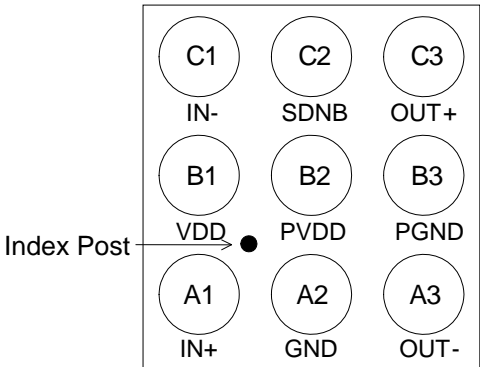 C1 C2 C3
IN- SDNB OUT+
B1 B2 B3
VDD PVDD PGND
Index Post
A1 A2 A3
IN+ GND OUT-